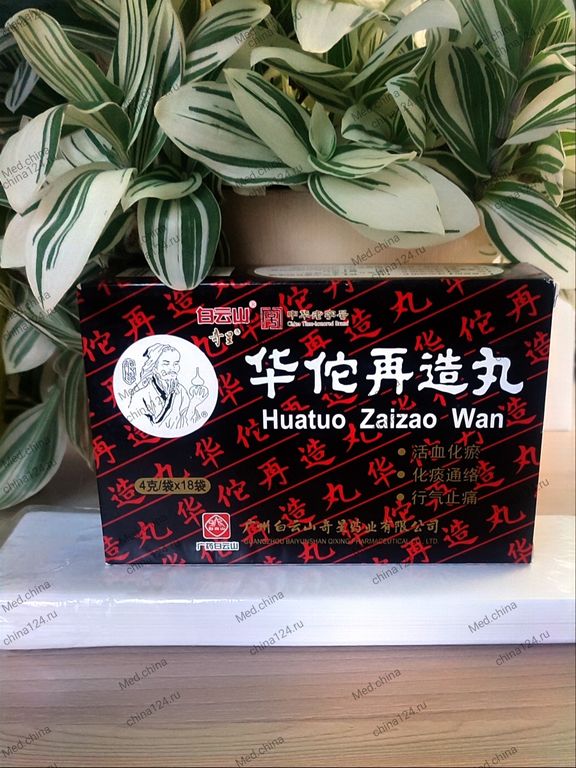 白云山®
奇星®
中华老字号
China Time-honored Brand
华佗再造丸
Huatuo Zaizao Wan
• 活血化瘀
• 化痰通络
• 行气止痛
4克/袋x18袋
广药白云山
广州白云山奇星药业有限公司
GUANGZHOU BAIYUNSHAN QIXING PHARMACEUTICAL CO., LTD.
Med.china
china124.ru